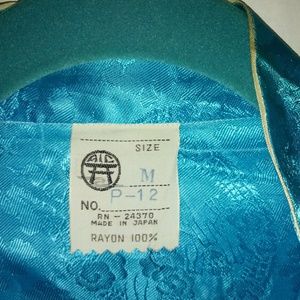 SIZE
M
P-12
NO.
RN - 24370
MADE IN JAPAN
RAYON 100%